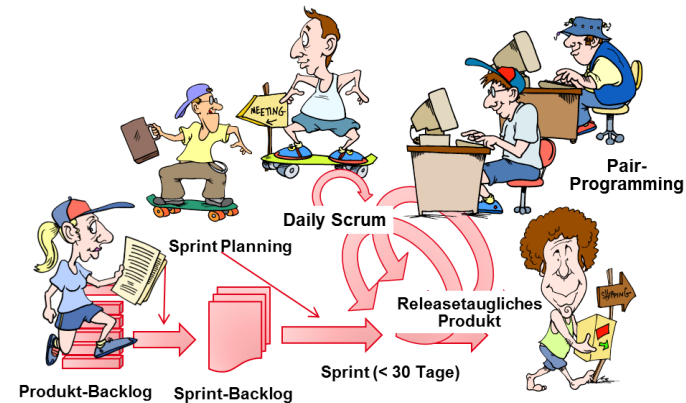 MEETING
Pair-
Programming
Daily Scrum
Sprint Planning
SHIPPING
Releasetaugliches
Produkt
Sprint (< 30 Tage)
Produkt-Backlog
Sprint-Backlog